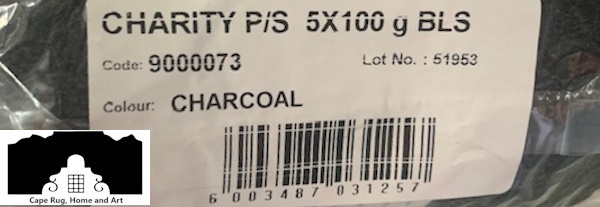 CHARITY P/S 5X100 g BLS
Code: 9000073 Lot No. : 51953
Colour: CHARCOAL
6 003487 031257
Cape Rug, Home and Art